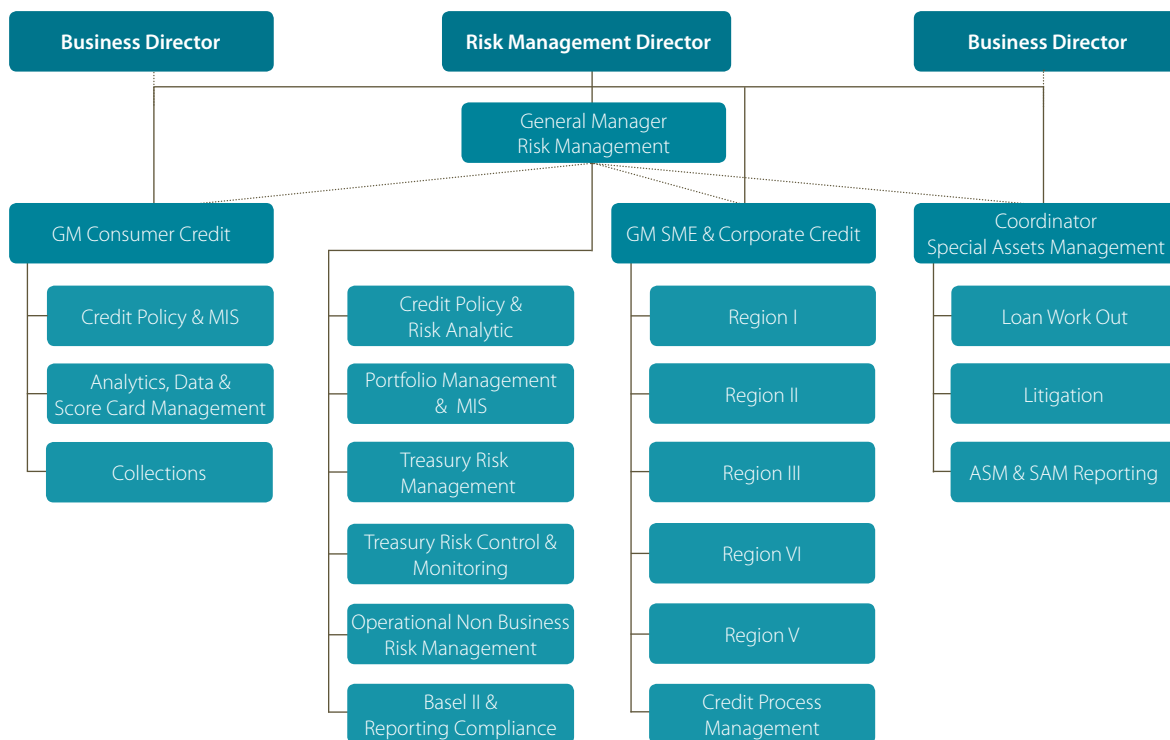 Business Director
Risk Management Director
Business Director
General Manager
Risk Management
GM Consumer Credit
GM SME & Corporate Credit
Coordinator
Special Assets Management
Credit Policy & MIS
Analytics, Data &
Score Card Management
Collections
Credit Policy &
Risk Analytic
Portfolio Management
& MIS
Treasury Risk
Management
Treasury Risk Control &
Monitoring
Operational Non Business
Risk Management
Basel II &
Reporting Compliance
Region I
Region II
Region III
Region VI
Region V
Credit Process
Management
Loan Work Out
Litigation
ASM & SAM Reporting